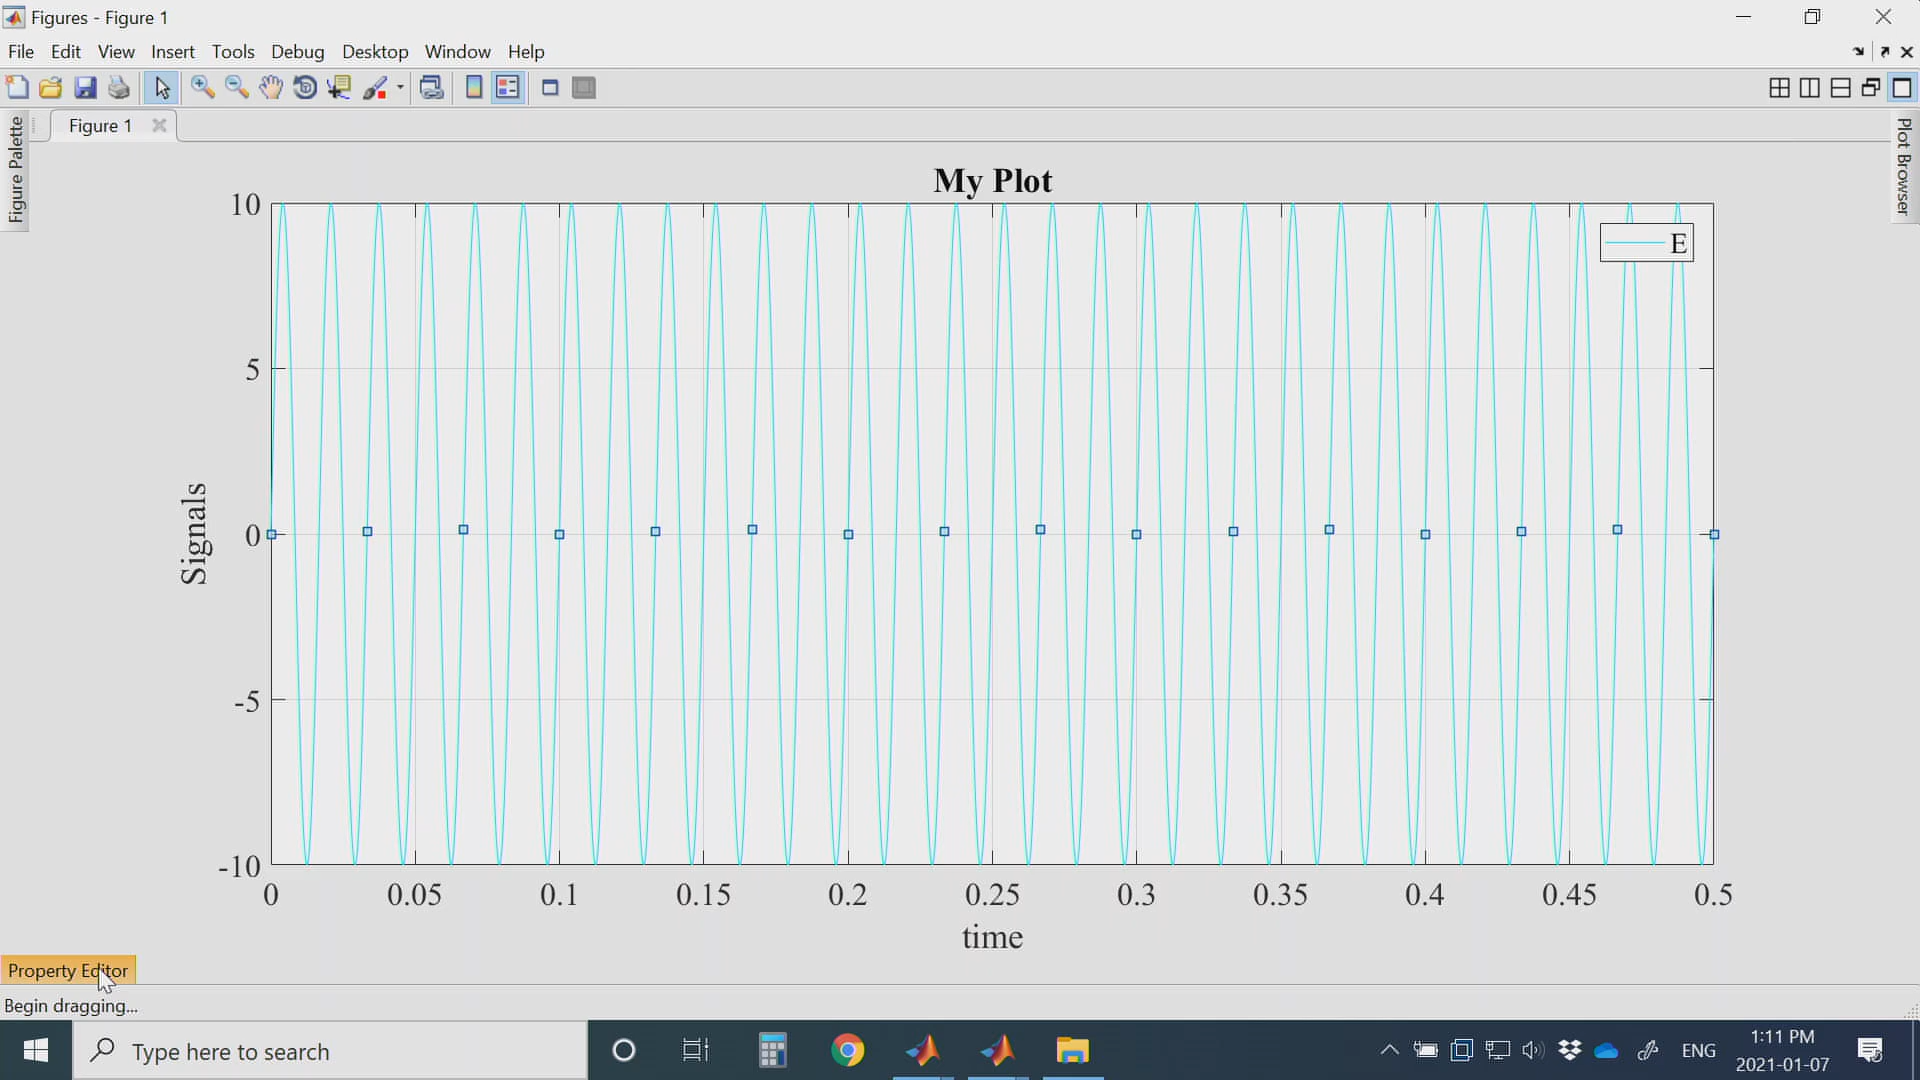 Figures - Figure 1
File Edit View Insert Tools Debug Desktop Window Help
Figure 1
Figure Palette
Plot Browser
My Plot
E
10
5
0
-5
-10
Signals
0 0.05 0.1 0.15 0.2 0.25 0.3 0.35 0.4 0.45 0.5
time
Property Editor
Begin dragging...
Type here to search
ENG
1:11 PM
2021-01-07